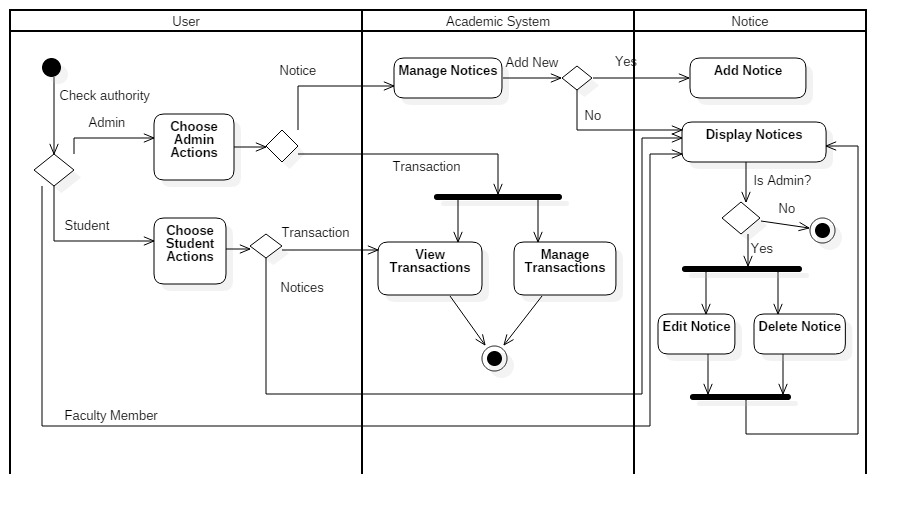 User
Academic System
Notice
Notice
Manage Notices
Add New
Yes
Add Notice
Check authority
Admin
Choose
Admin
Actions
No
Display Notices
Transaction
Is Admin?
No
Student
Choose
Student
Actions
Transaction
View
Transactions
Manage
Transactions
Yes
Notices
Edit Notice
Delete Notice
Faculty Member